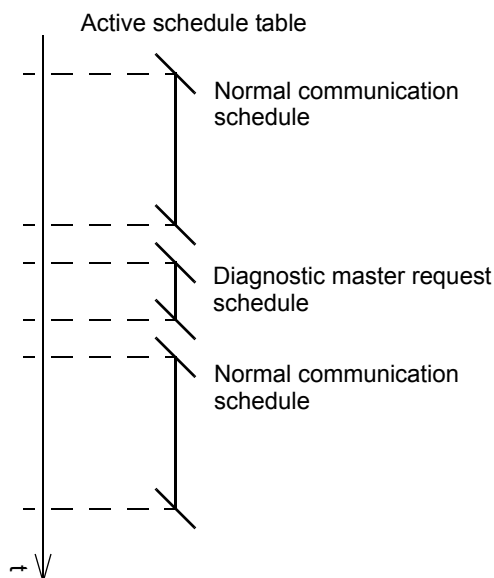 Active schedule table
Normal communication
schedule
Diagnostic master request
schedule
Normal communication
schedule
t